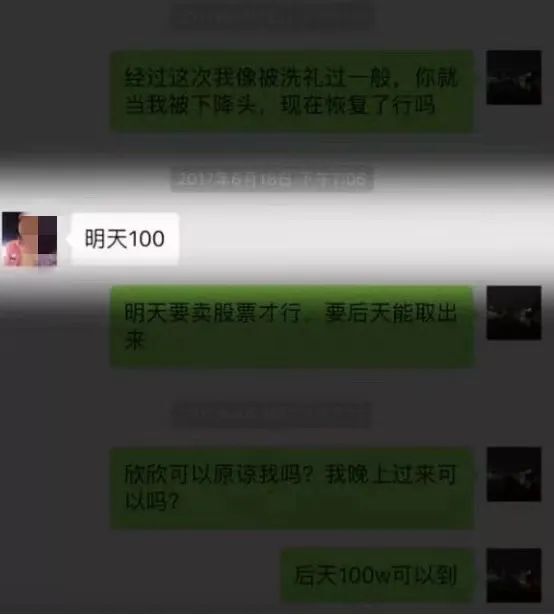 经过这次我像被洗礼过一般，你就
当我被下降头，现在恢复了行吗
2017年6月18日 下午7:06
明天100
明天要卖股票才行，要后天能取出
来
欣欣可以原谅我吗？我晚上过来可
以吗？
后天100w可以到